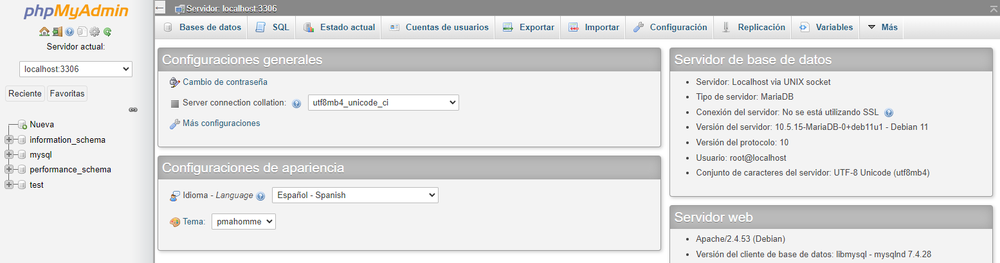 phpMyAdmin
Servidor actual:
localhost:3306
Reciente Favoritas
Nueva
information_schema
mysql
performance_schema
test
Servidor: localhost:3306
Bases de datos SQL Estado actual Cuentas de usuarios Exportar Importar Configuración Replicación Variables Más
Configuraciones generales
Cambio de contraseña
Server connection collation: utf8mb4_unicode_ci
Más configuraciones
Configuraciones de apariencia
Idioma - Language Español - Spanish
Tema: pmahomme
Servidor de base de datos
Servidor: Localhost via UNIX socket
Tipo de servidor: MariaDB
Conexión del servidor: No se está utilizando SSL
Versión del servidor: 10.5.15-MariaDB-0+deb11u1 - Debian 11
Versión del protocolo: 10
Usuario: root@localhost
Conjunto de caracteres del servidor: UTF-8 Unicode (utf8mb4)
Servidor web
Apache/2.4.53 (Debian)
Versión del cliente de base de datos: libmysql - mysqlnd 7.4.28